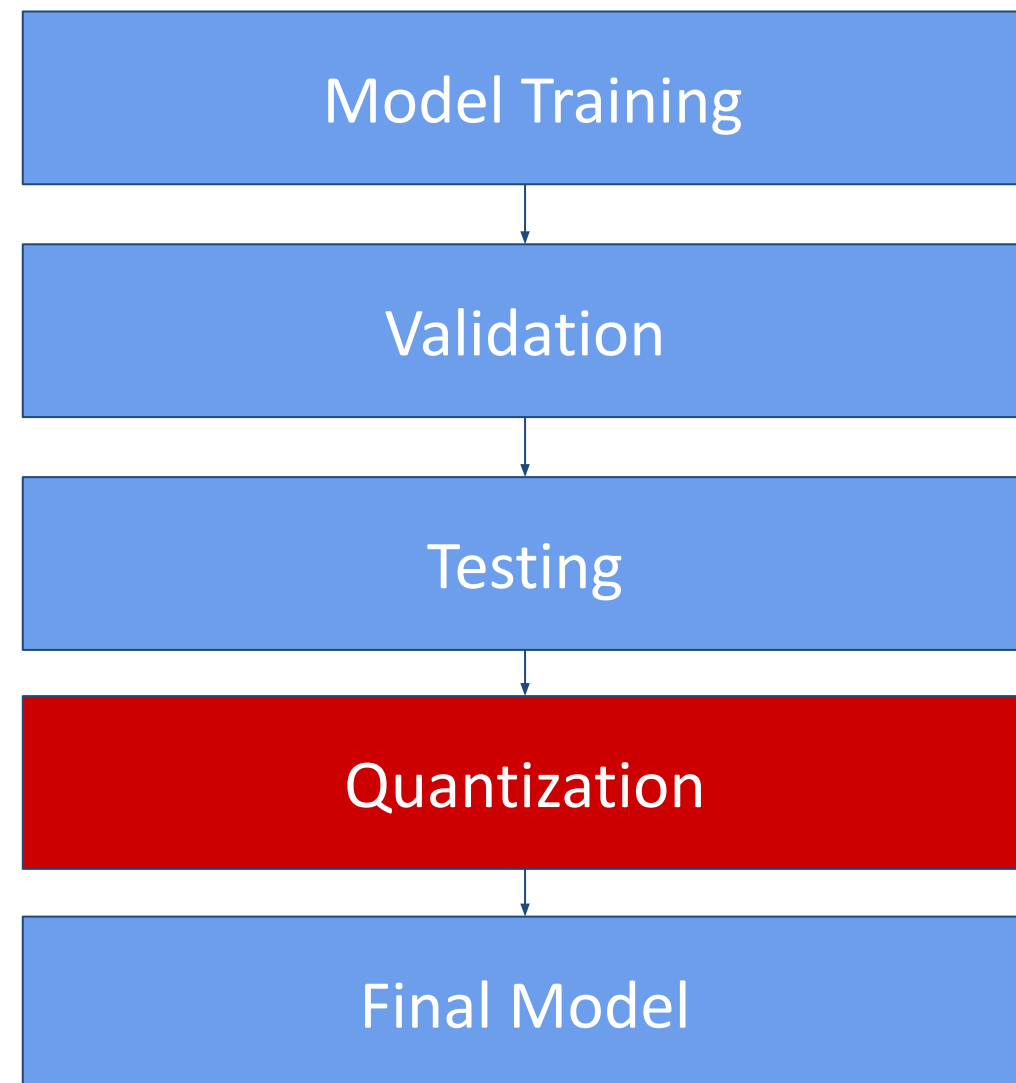 Model Training
Validation
Testing
Quantization
Final Model